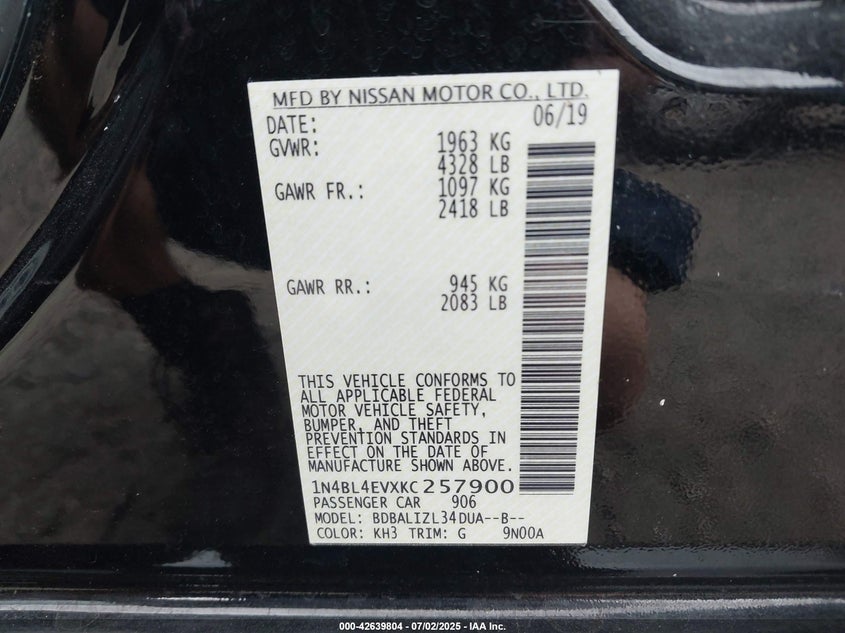 MFD BY NISSAN MOTOR CO., LTD.
DATE: 06/19
GVWR: 1963 KG
4328 LB
GAWR FR.: 1097 KG
2418 LB
GAWR RR.: 945 KG
2083 LB
THIS VEHICLE CONFORMS TO
ALL APPLICABLE FEDERAL
MOTOR VEHICLE SAFETY,
BUMPER, AND THEFT
PREVENTION STANDARDS IN
EFFECT ON THE DATE OF
MANUFACTURE SHOWN ABOVE.
1N4BL4EVXKC257900
PASSENGER CAR 906
MODEL: BDBALIZL34DUA--B--
COLOR: KH3 TRIM: G 9N00A
000-42639804 - 07/02/2025 - IAA Inc.